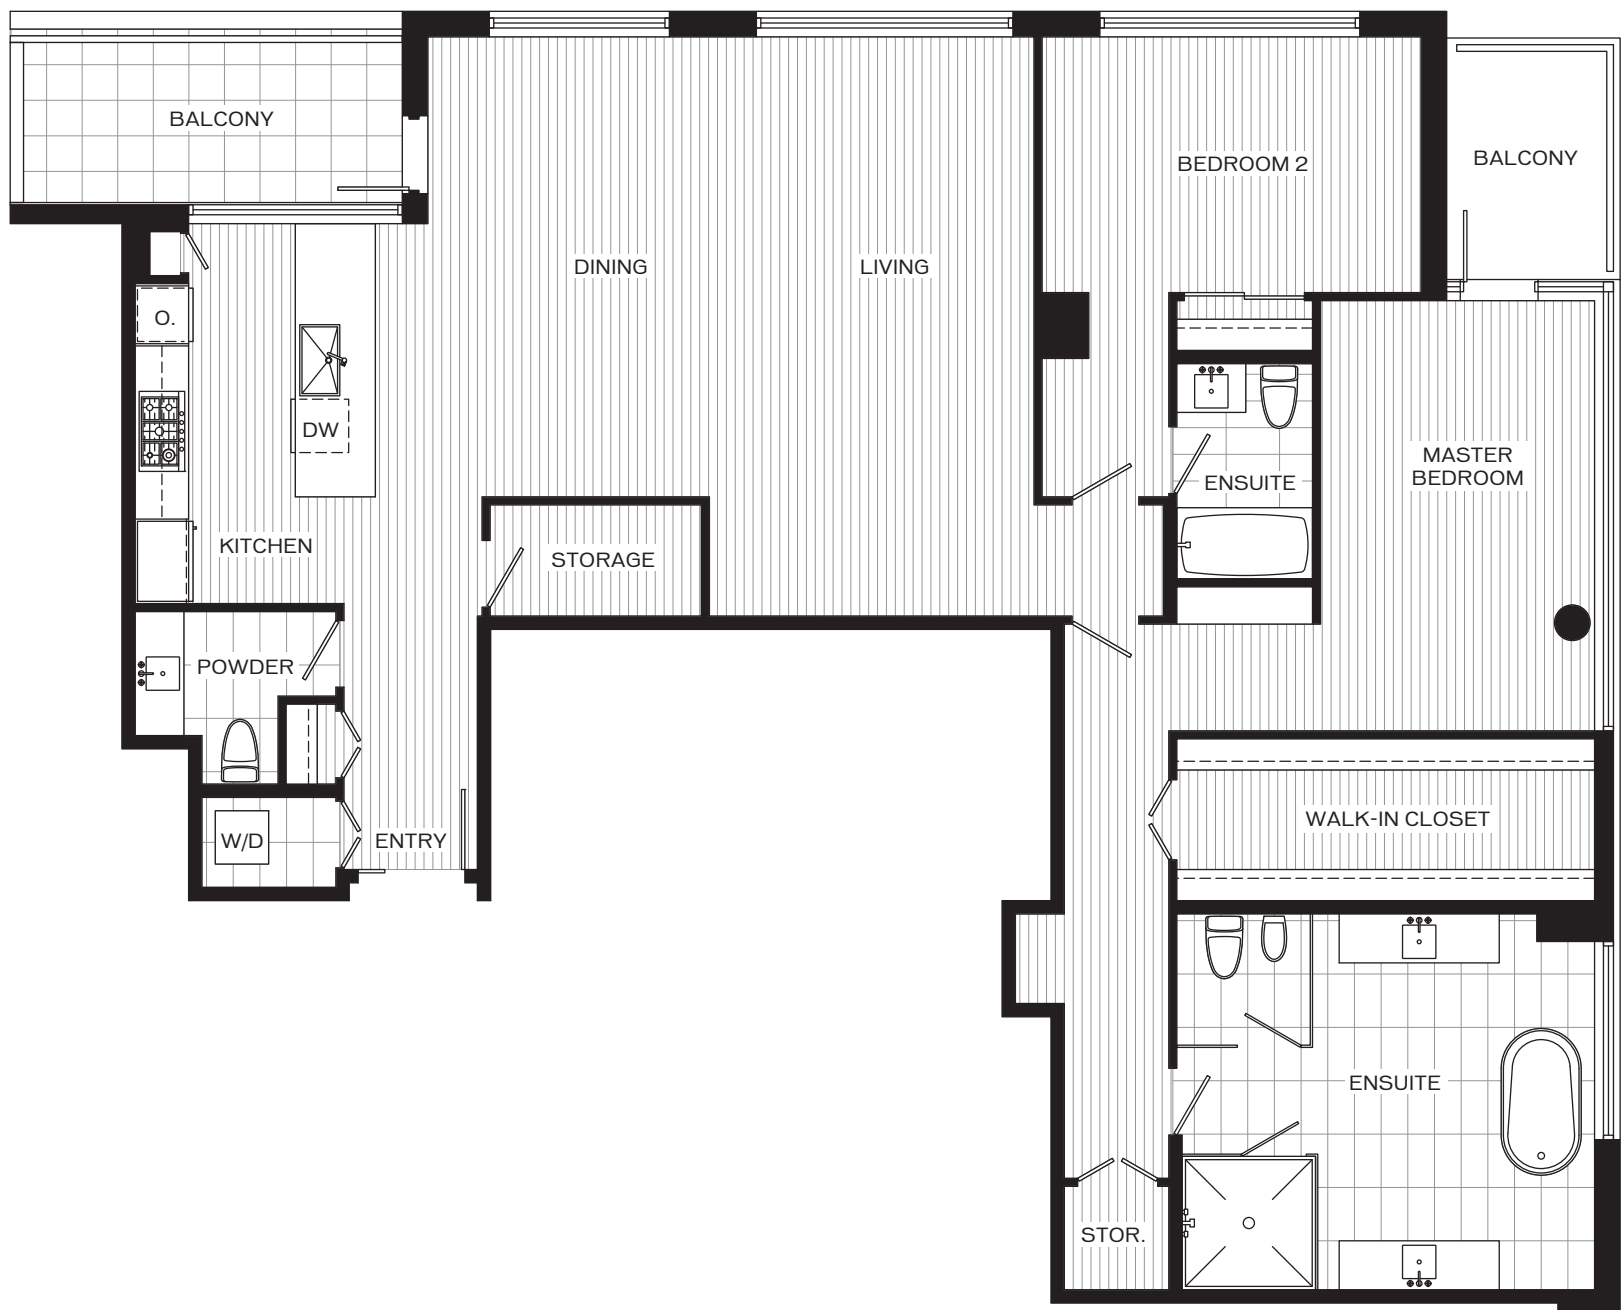 BALCONY
BEDROOM 2
BALCONY
DINING
LIVING
O.
DW
MASTER
BEDROOM
ENSUITE
KITCHEN
STORAGE
POWDER
WALK-IN CLOSET
W/D
ENTRY
ENSUITE
STOR.